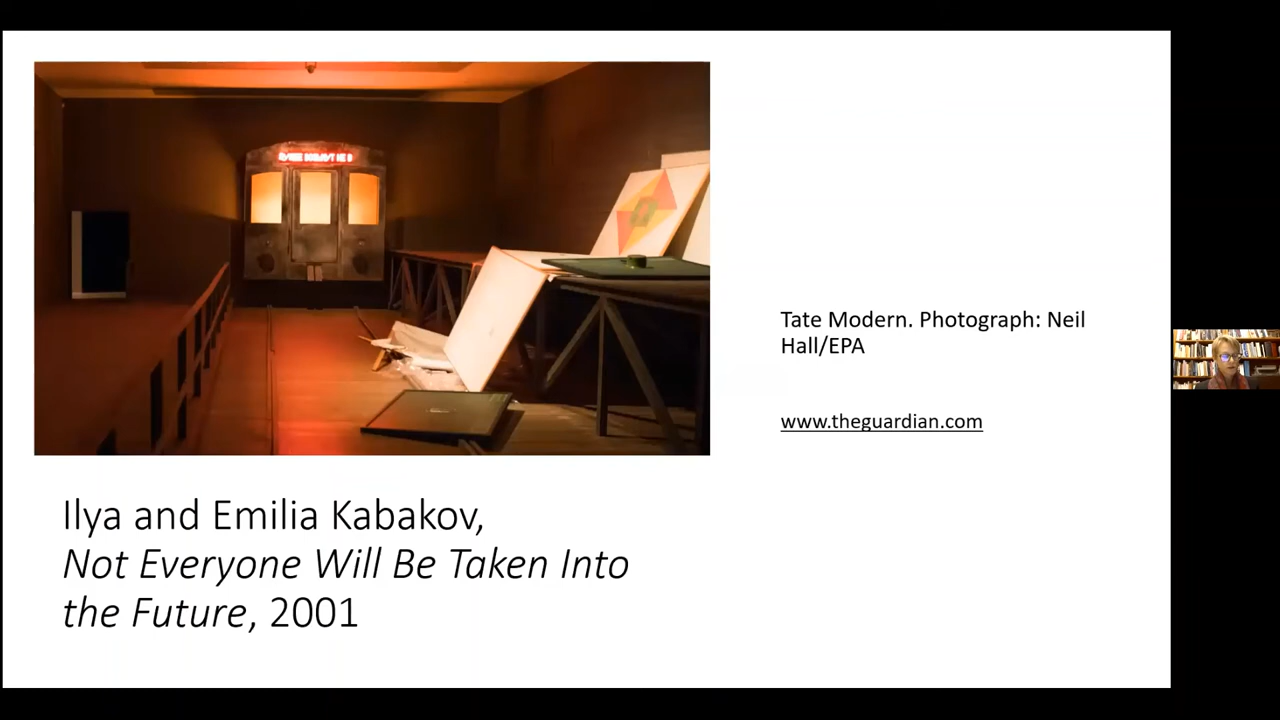 Tate Modern. Photograph: Neil
Hall/EPA
www.theguardian.com
Ilya and Emilia Kabakov,
Not Everyone Will Be Taken Into
the Future, 2001